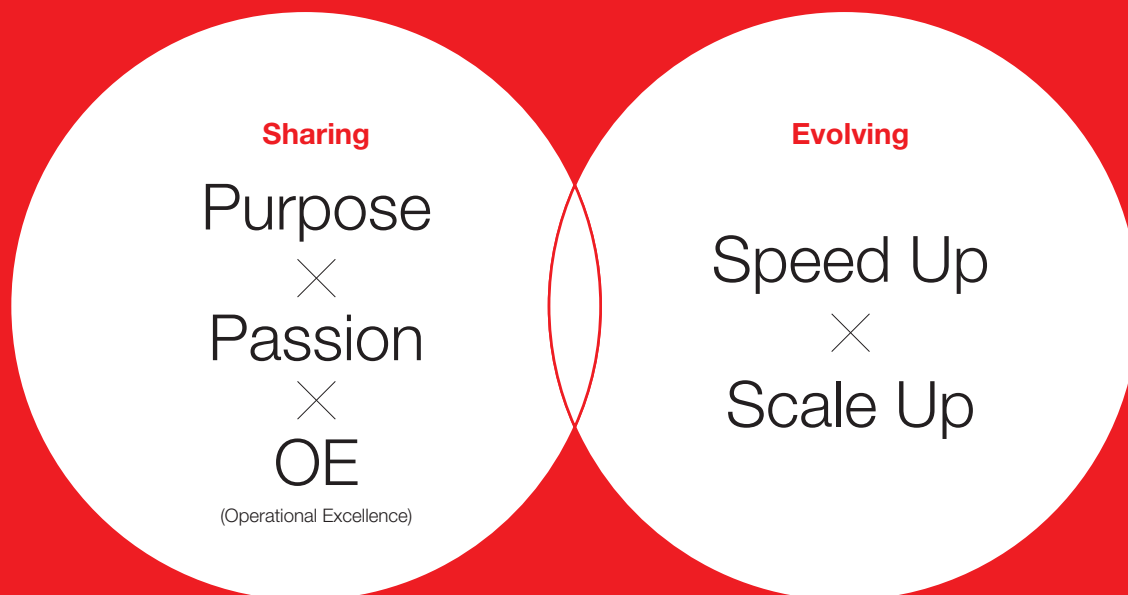 Sharing
Purpose
×
Passion
×
OE
(Operational Excellence)
Evolving
Speed Up
×
Scale Up